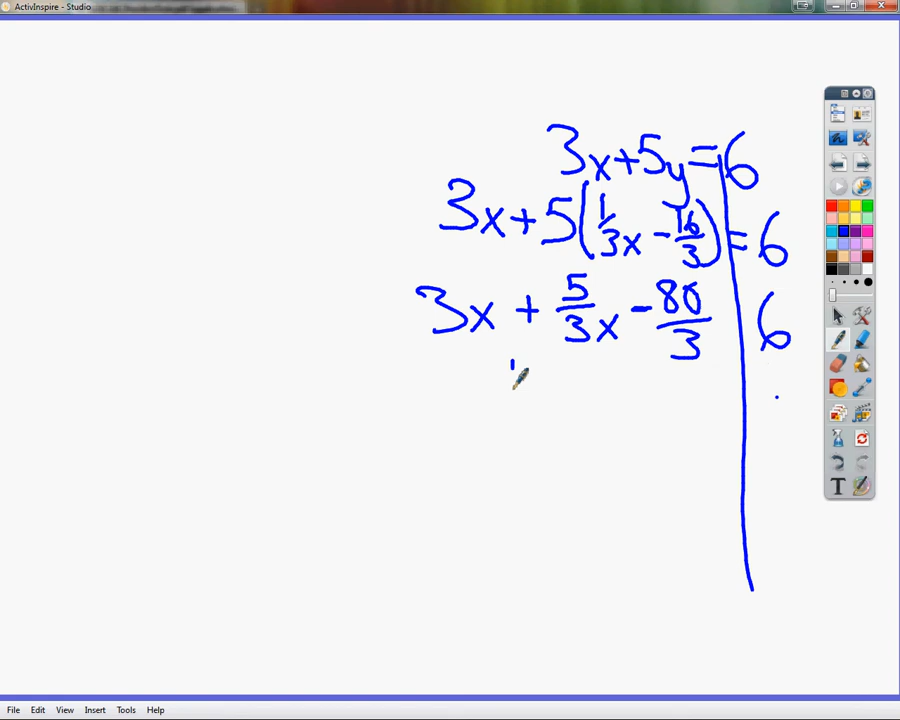 ActivInspire - Studio
3x+5y=6
3x+5(1/3x-16/3)=6
3x+5/3x-80/3 6
T
File Edit View Insert Tools Help